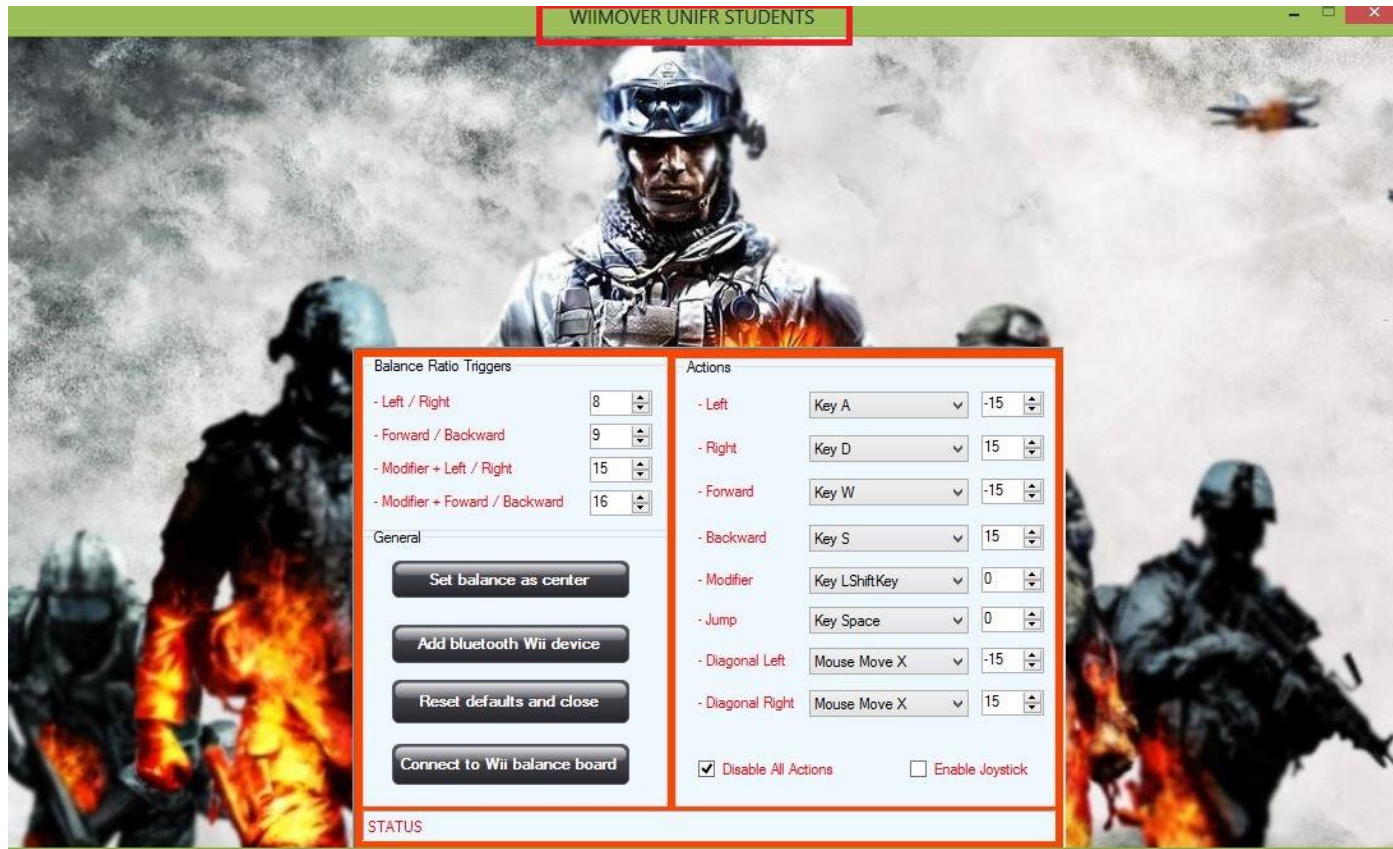 WIIMOVER UNIFR STUDENTS
Balance Ratio Triggers
- Left / Right 8
- Forward / Backward 9
- Modifier + Left / Right 15
- Modifier + Foward / Backward 16
General
Set balance as center
Add bluetooth Wii device
Reset defaults and close
Connect to Wii balance board
Actions
- Left Key A -15
- Right Key D 15
- Forward Key W -15
- Backward Key S 15
- Modifier Key LShiftKey 0
- Jump Key Space 0
- Diagonal Left Mouse Move X -15
- Diagonal Right Mouse Move X 15
Disable All Actions Enable Joystick
STATUS